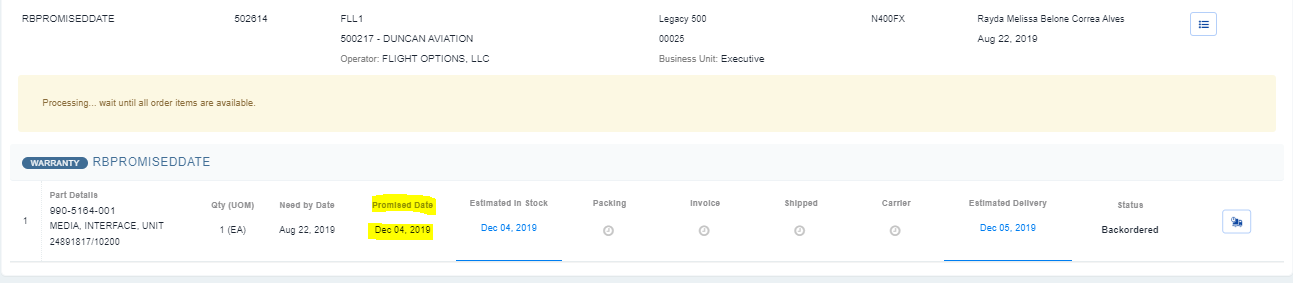 RBPROMISEDDATE 502614 FLL1 Legacy 500 N400FX Rayda Melissa Belone Correa Alves
500217 - DUNCAN AVIATION 00025 Aug 22, 2019
Operator: FLIGHT OPTIONS, LLC Business Unit: Executive
Processing... wait until all order items are available.
WARRANTY RBPROMISEDDATE
Part Details
Qty (UOM) Need by Date Promised Date Estimated In Stock Packing Invoice Shipped Carrier Estimated Delivery Status
1 990-5164-001
MEDIA, INTERFACE, UNIT
24891817/10200
1 (EA) Aug 22, 2019 Dec 04, 2019 Dec 04, 2019 Dec 05, 2019 Backordered